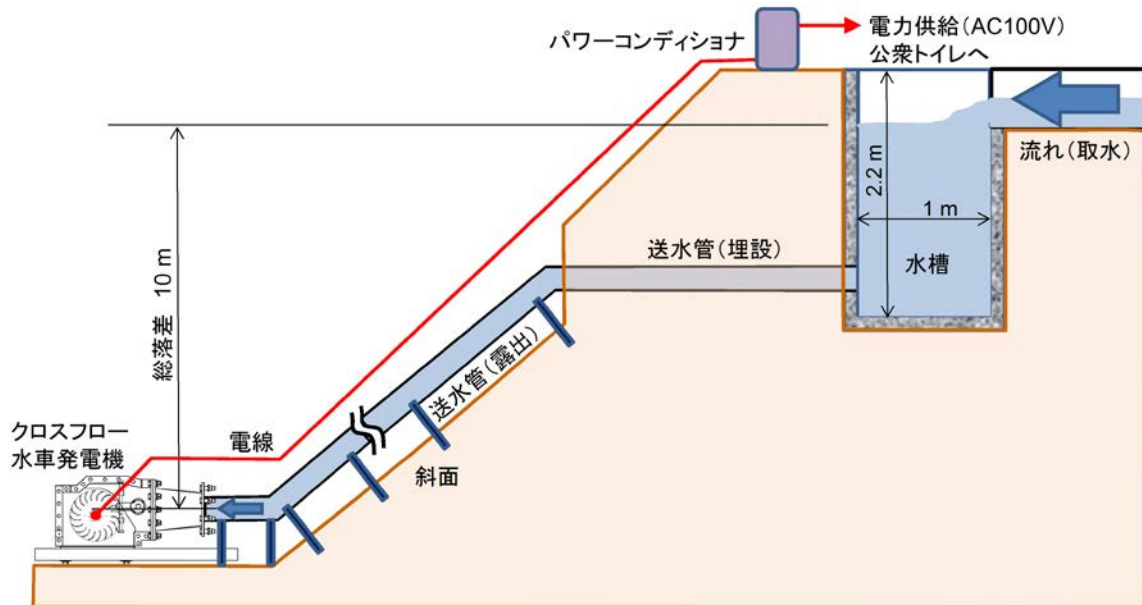 パワーコンディショナ
電力供給(AC100V)
公衆トイレへ
流れ(取水)
2.2 m
1 m
水槽
送水管(埋設)
総落差 10 m
送水管(露出)
電線
斜面
クロスフロー
水車発電機